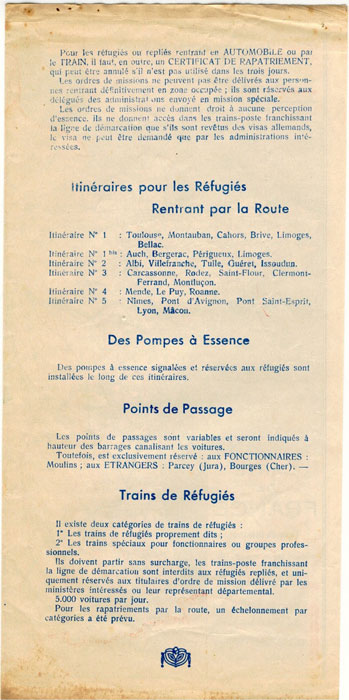 Pour les réfugiés ou repliés rentrant en AUTOMOBILE ou par
le TRAIN, il faut, en outre, un CERTIFICAT DE RAPATRIEMENT,
qui peut être annulé s'il n'est pas utilisé dans les trois jours.
Les ordres de missions ne peuvent pas être délivrés aux person-
nes rentrant définitivement en zone occupée ; ils sont réservés aux
délégués des administrations envoyé en mission spéciale.
Les ordres de missions ne donnent droit à aucune perception
d'essence, ils ne donnent accès dans les trains-poste franchissant
la ligne de démarcation que s'ils sont revêtus des visas allemands,
le visa ne peut être demandé que par les administrations inté-
ressées.
Itinéraires pour les Réfugiés
Rentrant par la Route
Itinéraire N° 1 : Toulouse, Montauban, Cahors, Brive, Limoges,
Bellac.
Itinéraire N° 1 bis : Auch, Bergerac, Périgueux, Limoges.
Itinéraire N° 2 : Albi, Villefranche, Tulle, Guéret, Issoudun.
Itinéraire N° 3 : Carcassonne, Rodez, Saint-Flour, Clermont-
Ferrand, Montluçon.
Itinéraire N° 4 : Mende, Le Puy, Roanne.
Itinéraire N° 5 : Nîmes, Pont d'Avignon, Pont Saint-Esprit,
Lyon, Mâcon.
Des Pompes à Essence
Des pompes à essence signalées et réservées aux réfugiés sont
installées le long de ces itinéraires.
Points de Passage
Les points de passages sont variables et seront indiqués à
hauteur des barrages canalisant les voitures.
Toutefois, est exclusivement réservé : aux FONCTIONNAIRES :
Moulins ; aux ETRANGERS : Parcey (Jura), Bourges (Cher). —
Trains de Réfugiés
Il existe deux catégories de trains de réfugiés :
1° Les trains de réfugiés proprement dits ;
2° Les trains spéciaux pour fonctionnaires ou groupes profes-
sionnels.
Ils doivent partir sans surcharge, les trains-poste franchissant
la ligne de démarcation sont interdits aux réfugiés repliés, et uni-
quement réservés aux titulaires d'ordre de mission délivré par les
ministères intéressés ou leur représentant départemental.
5.000 voitures par jour.
Pour les rapatriements par la route, un échelonnement par
catégories a été prévu.